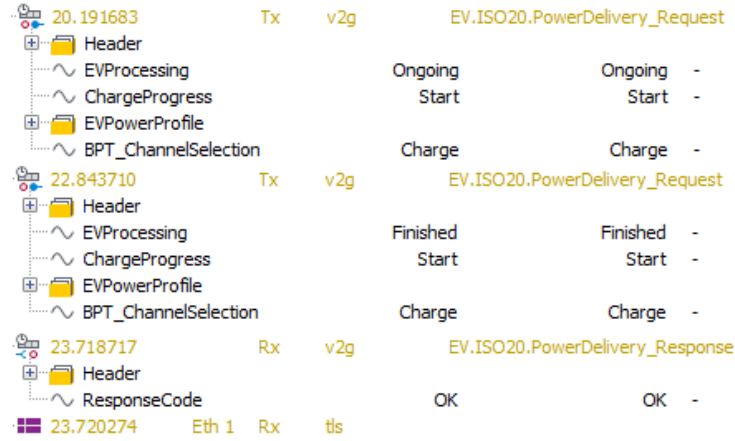 20.191683 Tx v2g EV.ISO20.PowerDelivery_Request
Header
EVProcessing Ongoing Ongoing -
ChargeProgress Start Start -
EVPowerProfile
BPT_ChannelSelection Charge Charge -
22.843710 Tx v2g EV.ISO20.PowerDelivery_Request
Header
EVProcessing Finished Finished -
ChargeProgress Start Start -
EVPowerProfile
BPT_ChannelSelection Charge Charge -
23.718717 Rx v2g EV.ISO20.PowerDelivery_Response
Header
ResponseCode OK OK -
23.720274 Eth 1 Rx tls